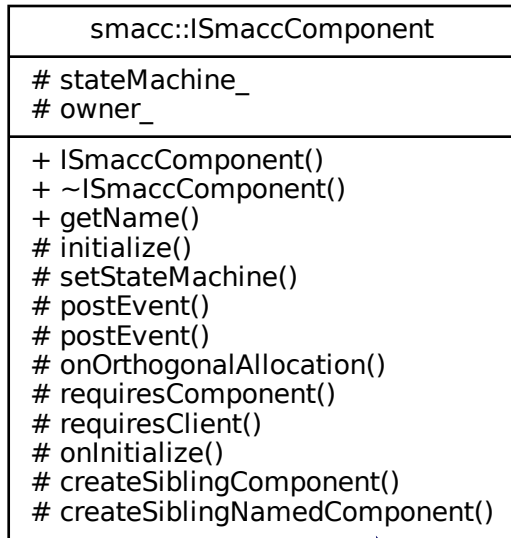 smacc::ISmaccComponent
# stateMachine_
# owner_
+ ISmaccComponent()
+ ~ISmaccComponent()
+ getName()
# initialize()
# setStateMachine()
# postEvent()
# postEvent()
# onOrthogonalAllocation()
# requiresComponent()
# requiresClient()
# onInitialize()
# createSiblingComponent()
# createSiblingNamedComponent()